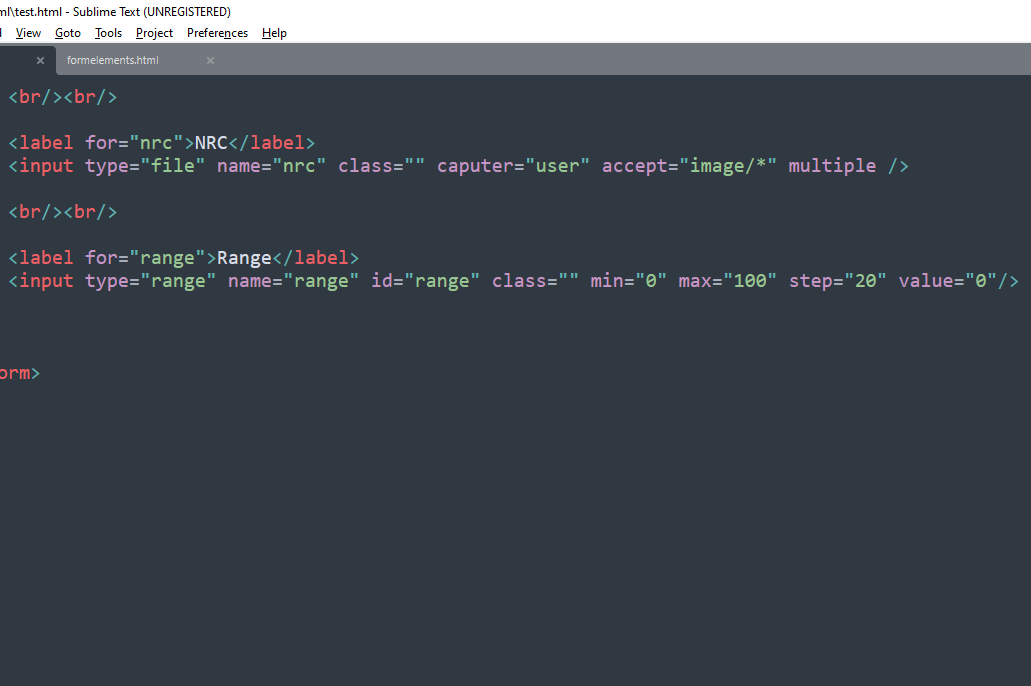 ml\test.html - Sublime Text (UNREGISTERED)
View Goto Tools Project Preferences Help
formelements.html
<br/><br/>
<label for="nrc">NRC</label>
<input type="file" name="nrc" class="" caputer="user" accept="image/*" multiple />
<br/><br/>
<label for="range">Range</label>
<input type="range" name="range" id="range" class="" min="0" max="100" step="20" value="0"/>
orm>